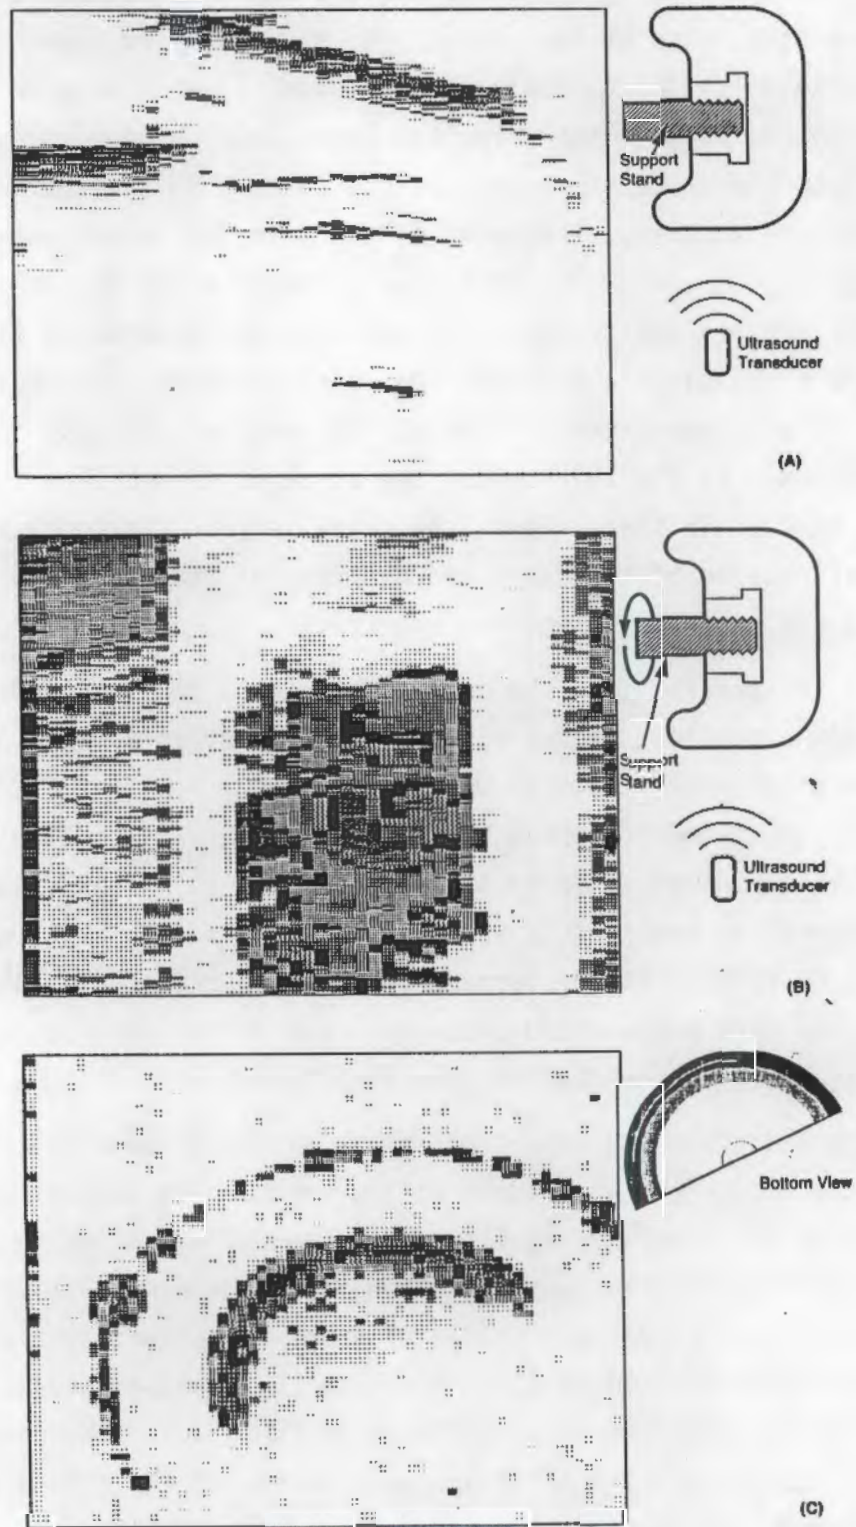 Support
Stand
Ultrasound
Transducer
(A)
Support
Stand
Ultrasound
Transducer
(B)
Bottom View
(C)